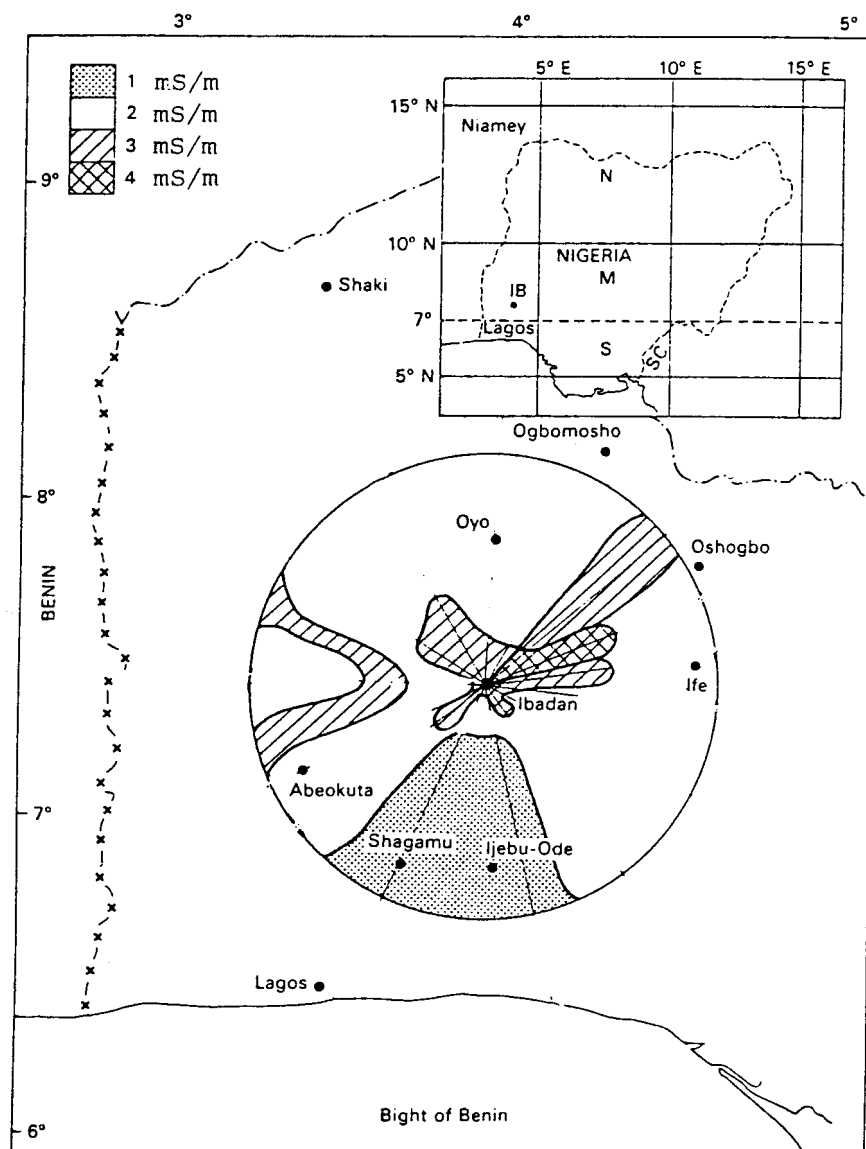 3° 4° 5°
1 mS/m
2 mS/m
3 mS/m
4 mS/m
5° E 10° E 15° E
15° N
Niamey
N
9°
10° N
NIGERIA
M
Shaki
IB
7°
Lagos
S
SC
5° N
Ogbomosho
8°
Oyo
Oshogbo
BENIN
Ife
Ibadan
Abeokuta
7°
Shagamu
Ijebu-Ode
Lagos
Bight of Benin
6°